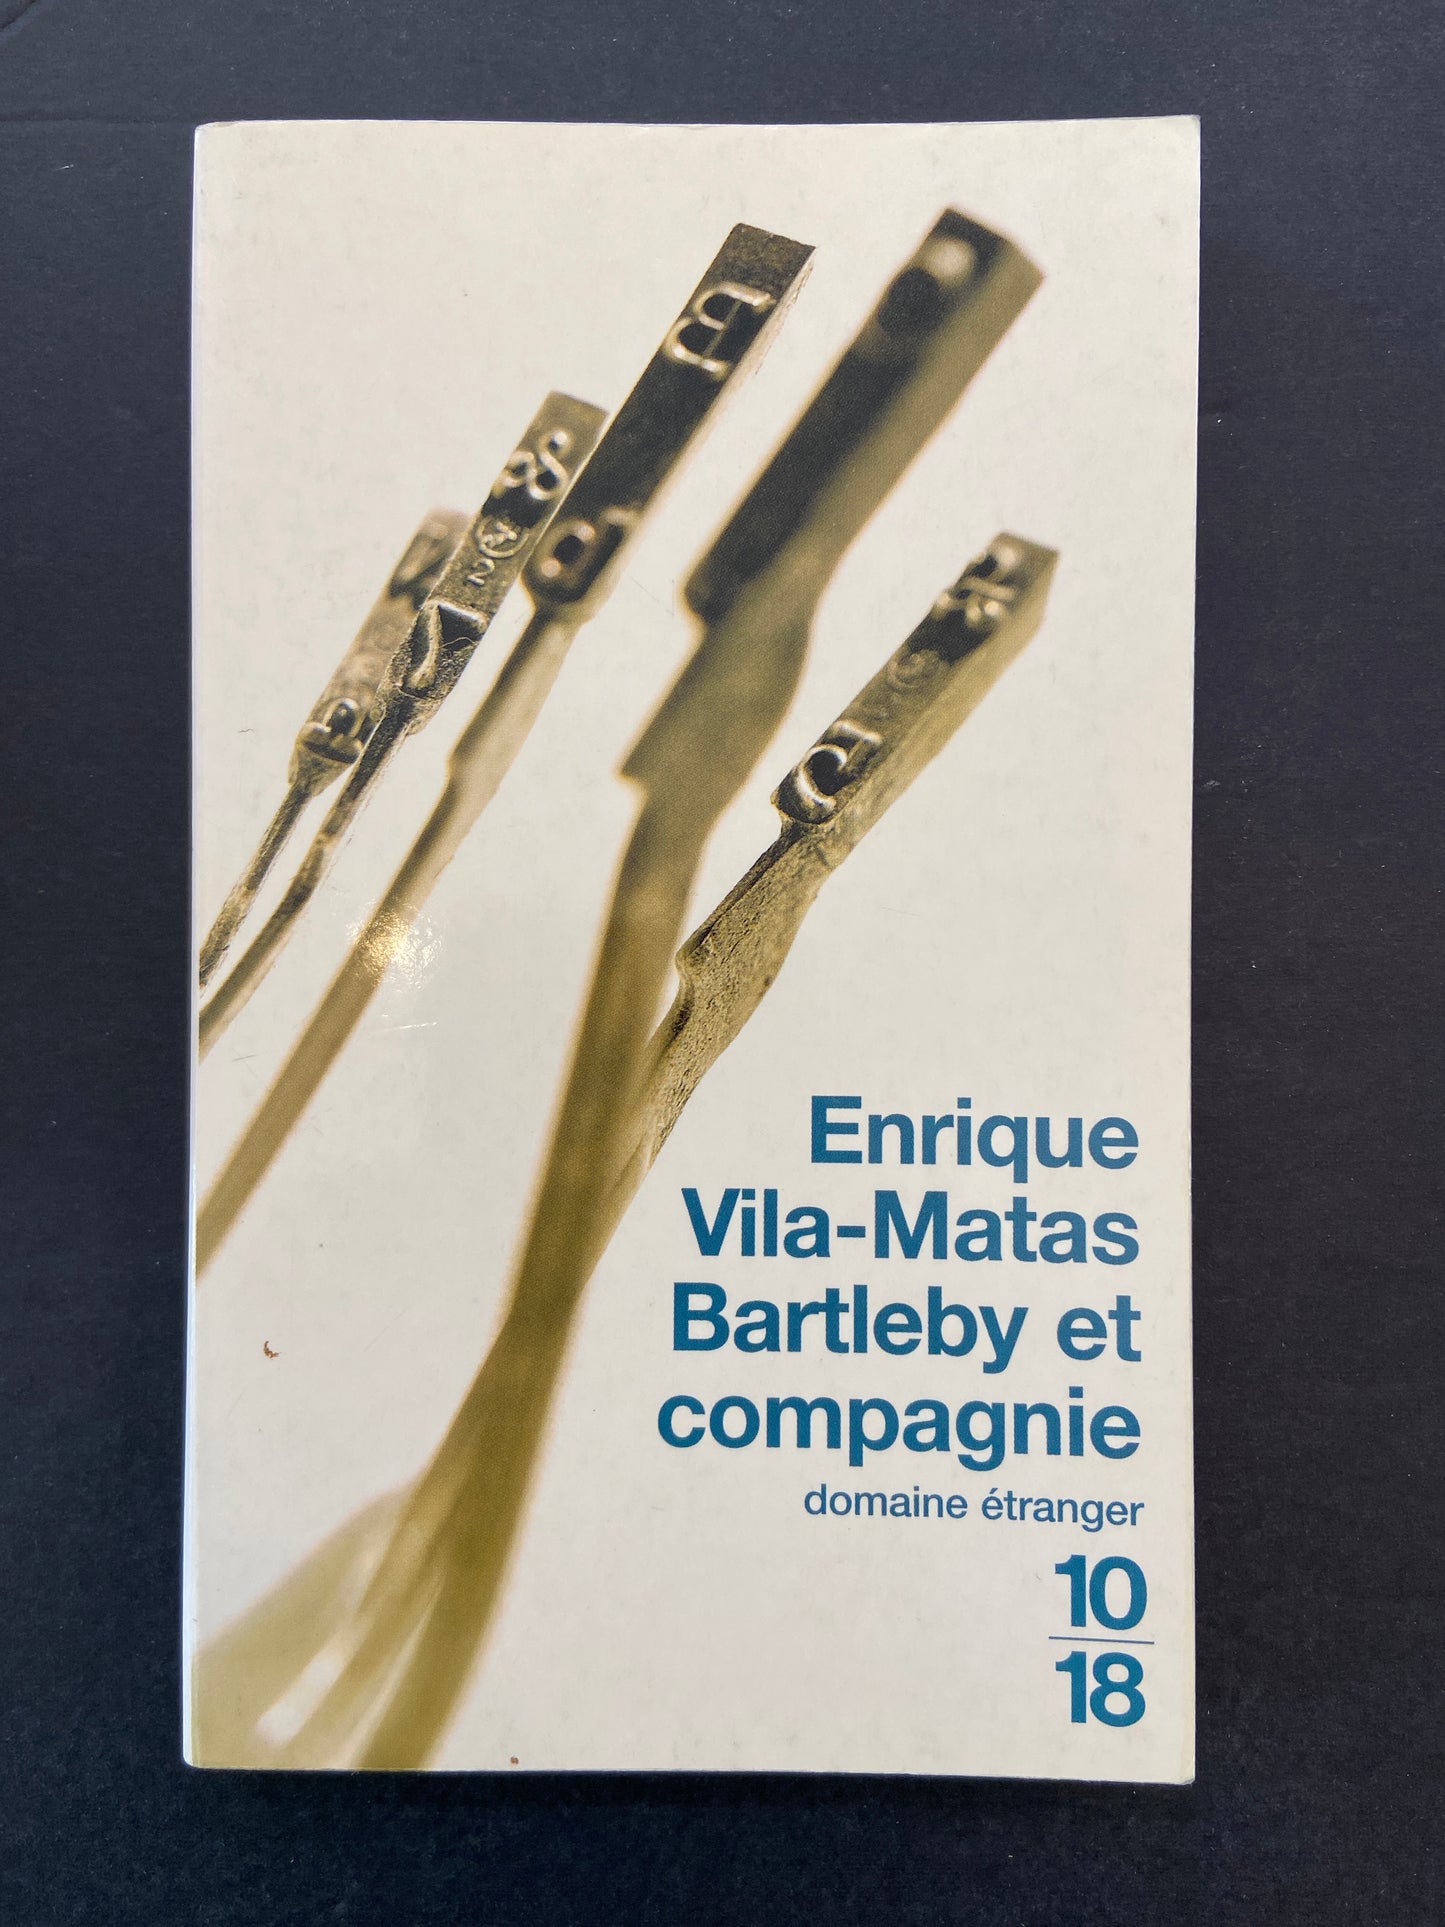 Enrique
Vila-Matas
Bartleby et
compagnie
domaine étranger
10
18